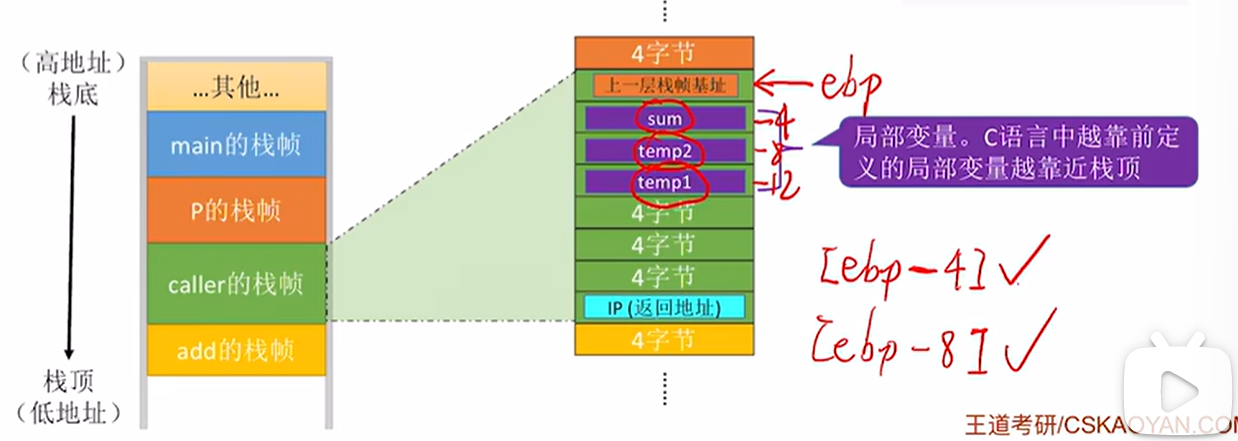 （高地址）
栈底
...其他...
main的栈帧
P的栈帧
caller的栈帧
add的栈帧
栈顶
（低地址）
4字节
上一层栈帧基址
ebp
sum
-4
temp2
-8
temp1
-12
4字节
4字节
4字节
IP (返回地址)
4字节
局部变量。C语言中越靠前定
义的局部变量越靠近栈顶
[ebp-4]✓
[ebp-8]✓
王道考研/CSKAOYAN.COM